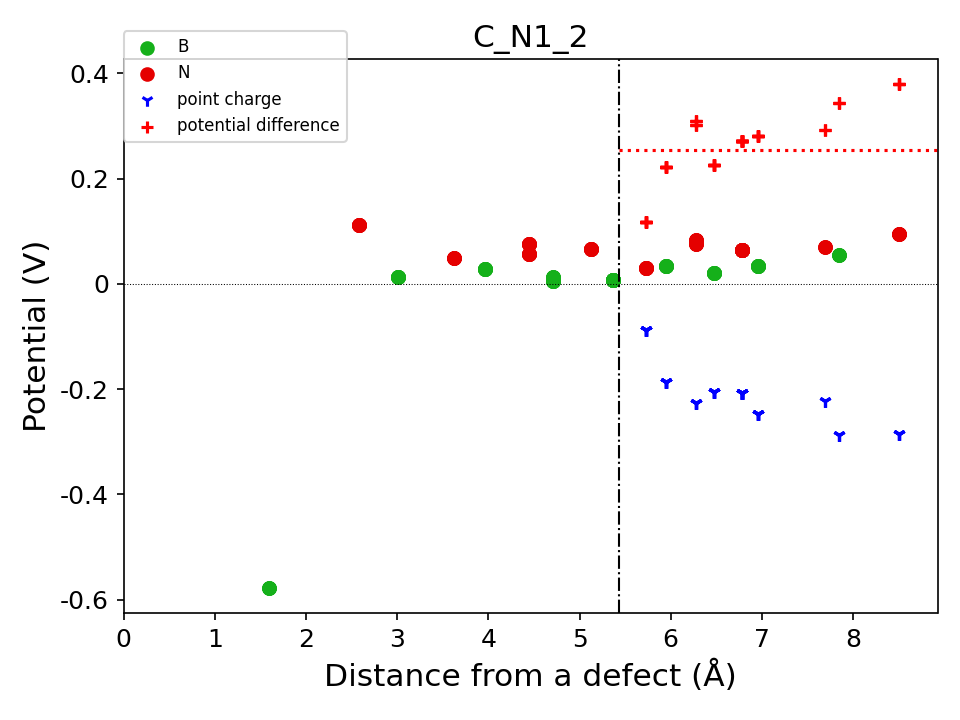 C_N1_2
B
N
point charge
potential difference
0.4
0.2
0
-0.2
-0.4
-0.6
Potential (V)
0 1 2 3 4 5 6 7 8
Distance from a defect (Å)